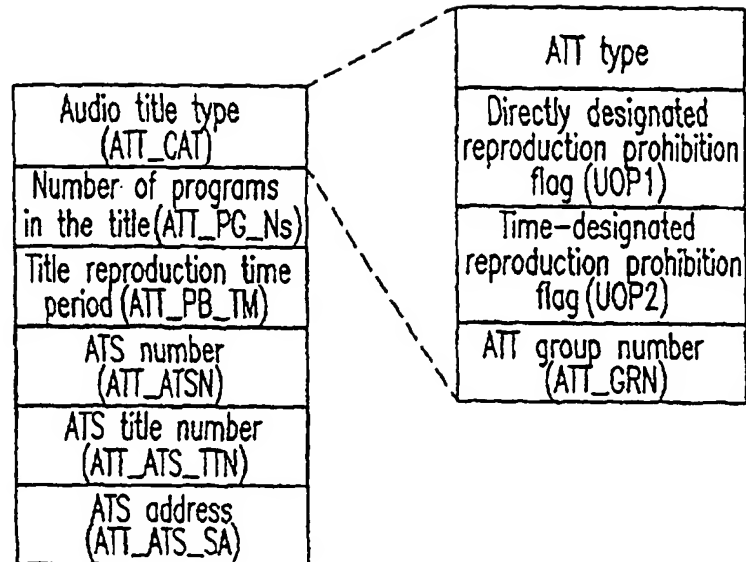 Audio title type
(ATT_CAT)
Number of programs
in the title(ATT_PG_Ns)
Title reproduction time
period(ATT_PB_TM)
ATS number
(ATT_ATSN)
ATS title number
(ATT_ATS_TTN)
ATS address
(ATT_ATS_SA)
ATT type
Directly designated
reproduction prohibition
flag(UOP1)
Time-designated
reproduction prohibition
flag(UOP2)
ATT group number
(ATT_GRN)